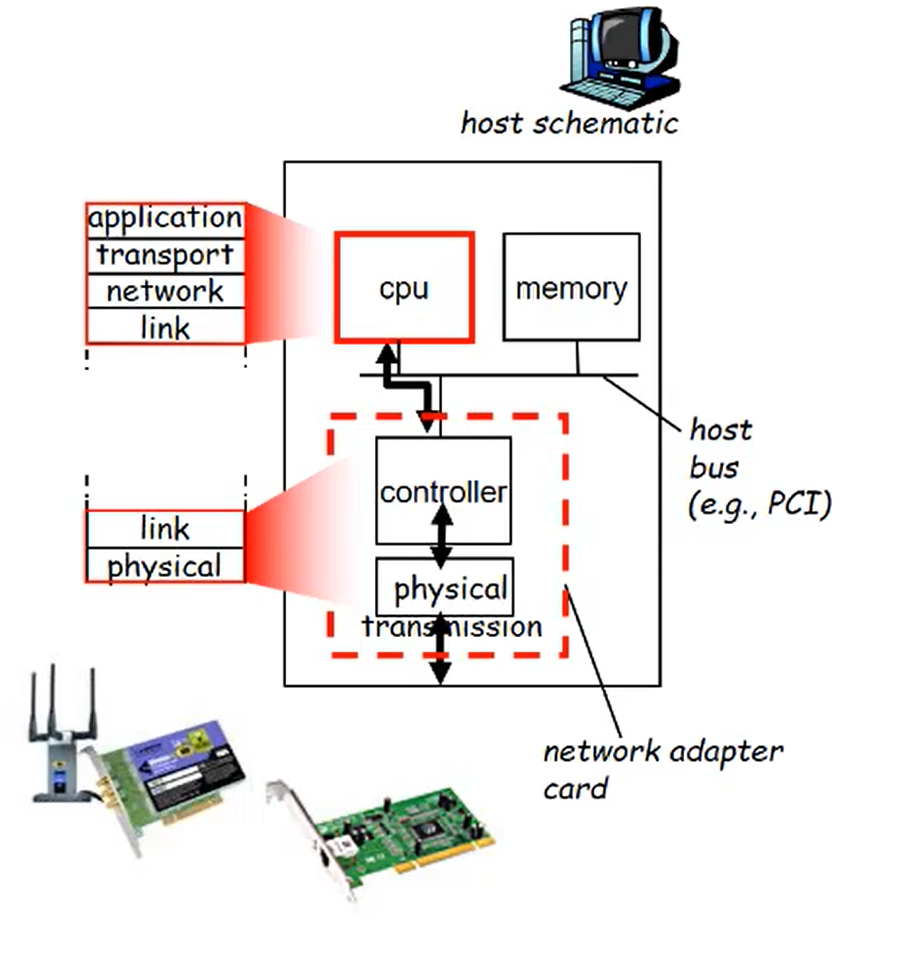 host schematic
application
transport
network
link
cpu
memory
host
bus
(e.g., PCI)
controller
link
physical
physical
transmission
network adapter
card